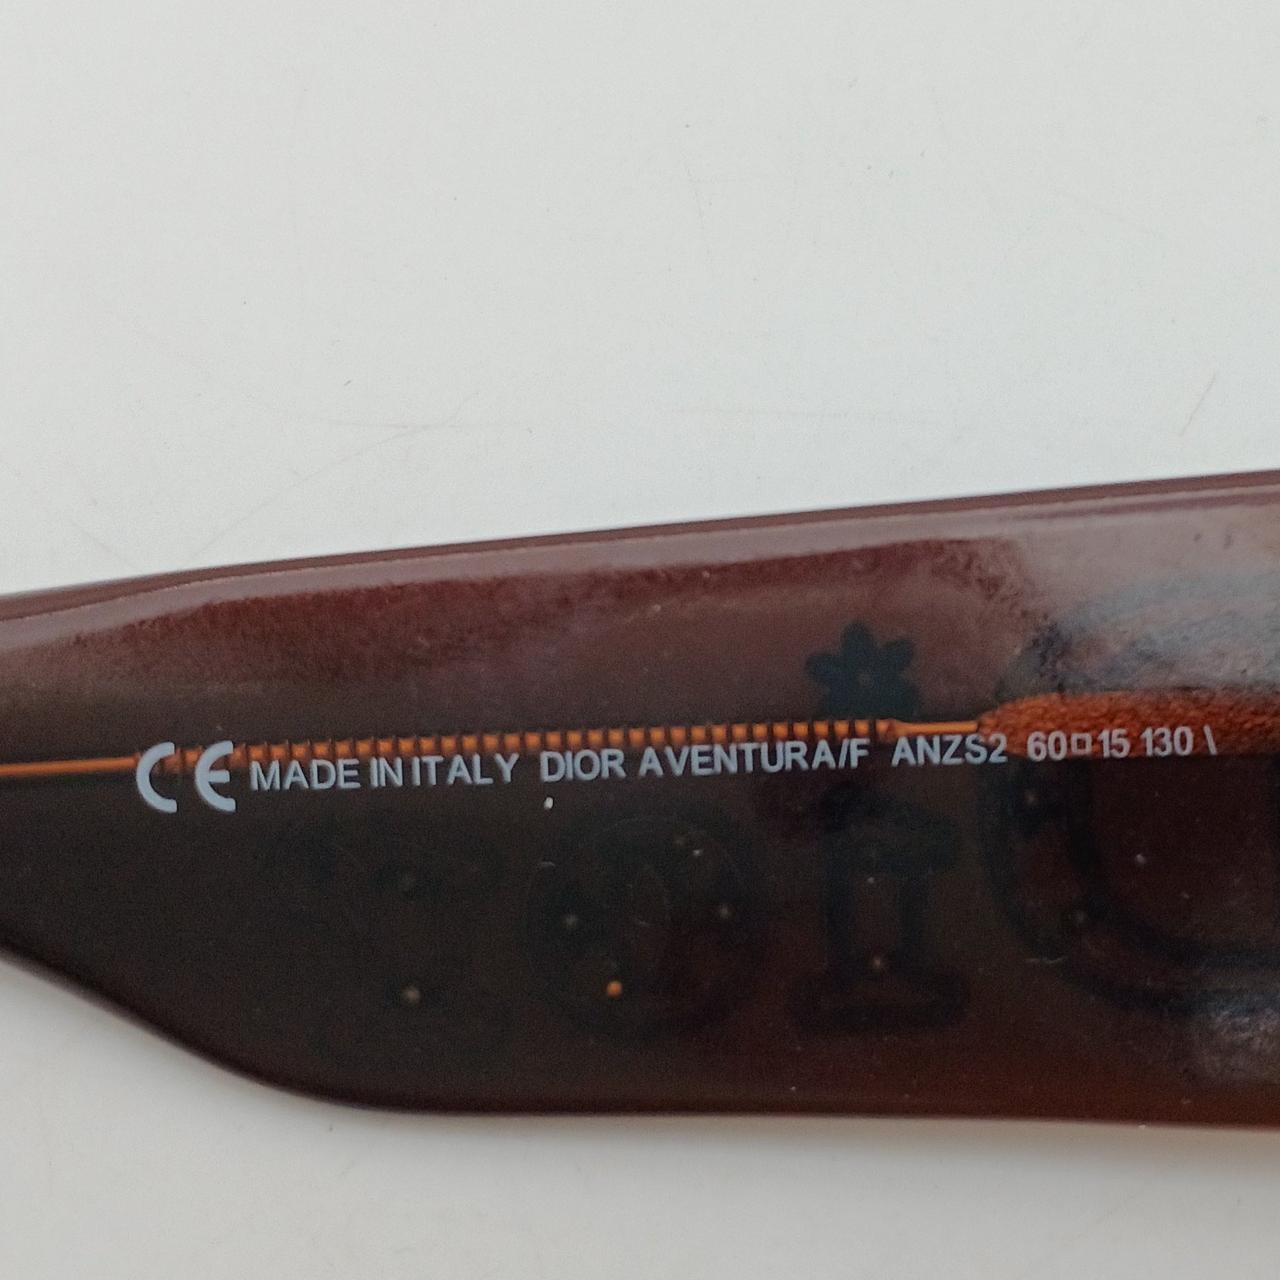 CE MADE IN ITALY DIOR AVENTURA/F ANZS2 60□15 130 \